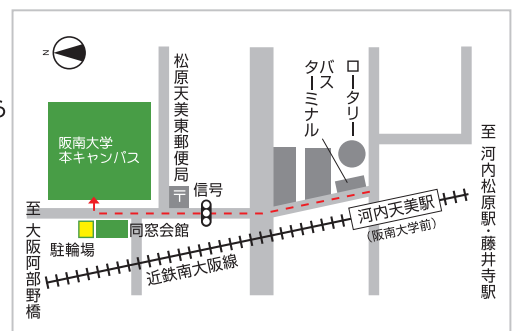 N
ら
松原天美東郵便局
バス
ターミナル
ロータリー
阪南大学
本キャンパス
〒
信号
至 河内松原駅・藤井寺駅
至 大阪阿部野橋
河内天美駅
(阪南大学前)
同窓会館
駐輪場
近鉄南大阪線